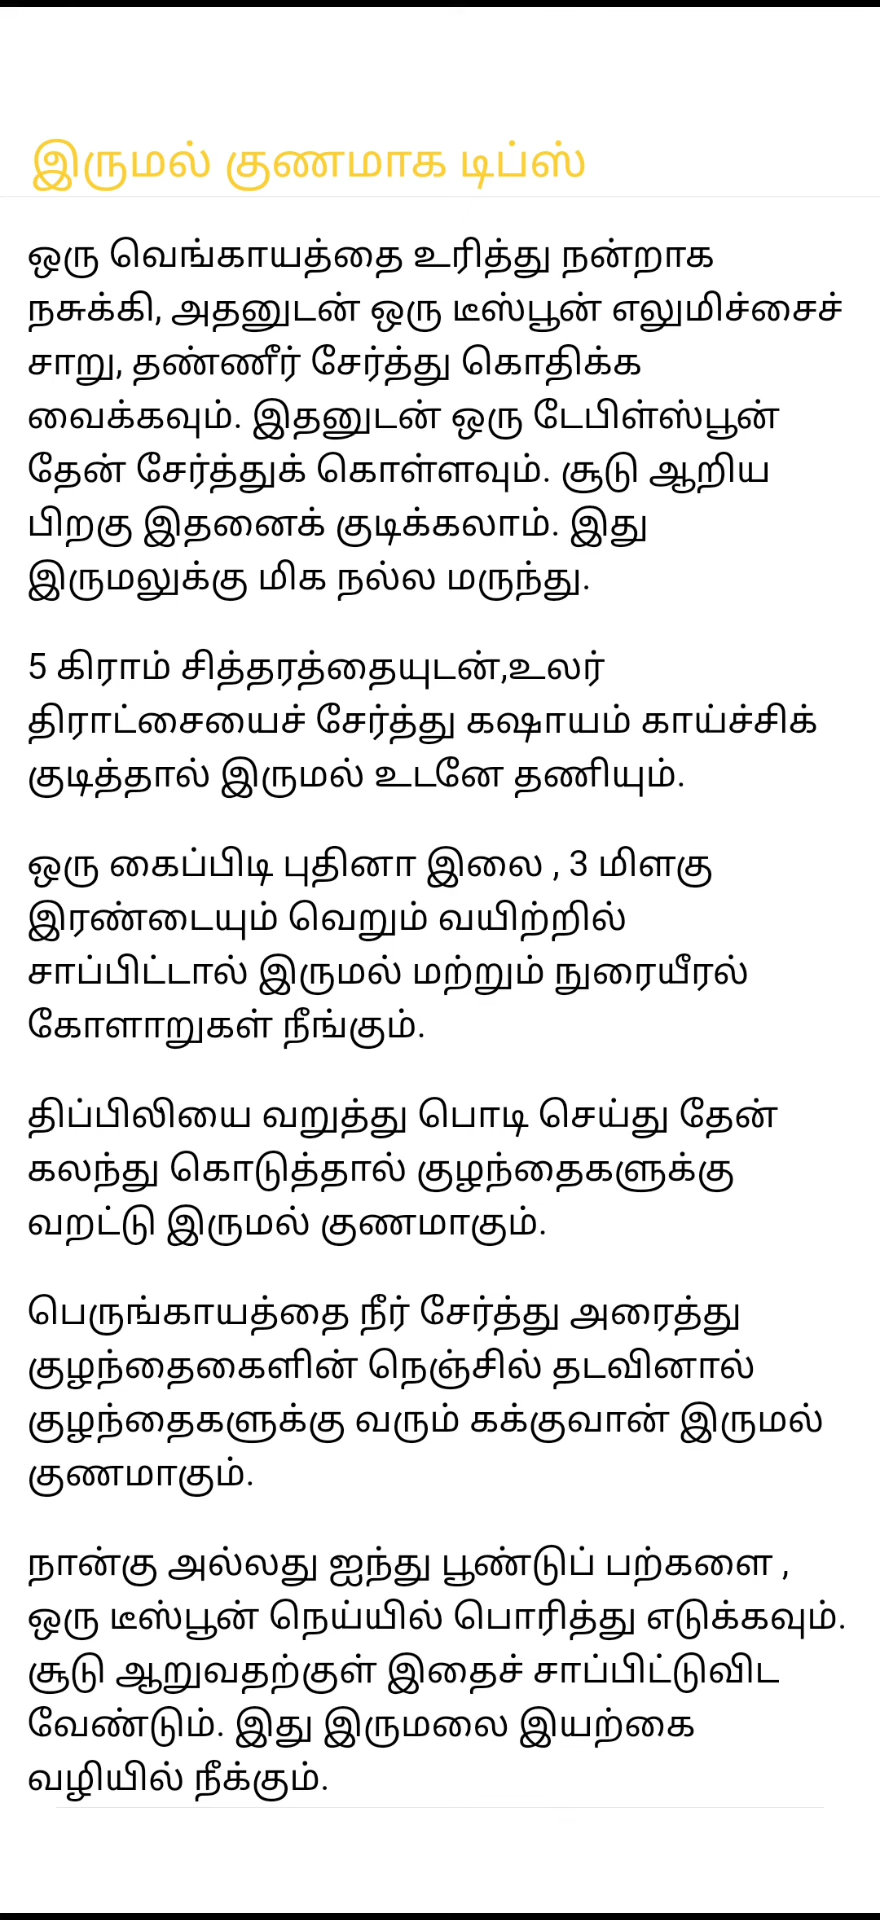 இருமல் குணமாக டிப்ஸ்
ஒரு வெங்காயத்தை உரித்து நன்றாக
நசுக்கி, அதனுடன் ஒரு டீஸ்பூன் எலுமிச்சைச்
சாறு, தண்ணீர் சேர்த்து கொதிக்க
வைக்கவும். இதனுடன் ஒரு டேபிள்ஸ்பூன்
தேன் சேர்த்துக் கொள்ளவும். சூடு ஆறிய
பிறகு இதனைக் குடிக்கலாம். இது
இருமலுக்கு மிக நல்ல மருந்து.
5 கிராம் சித்தரத்தையுடன்,உலர்
திராட்சையைச் சேர்த்து கஷாயம் காய்ச்சிக்
குடித்தால் இருமல் உடனே தணியும்.
ஒரு கைப்பிடி புதினா இலை , 3 மிளகு
இரண்டையும் வெறும் வயிற்றில்
சாப்பிட்டால் இருமல் மற்றும் நுரையீரல்
கோளாறுகள் நீங்கும்.
திப்பிலியை வறுத்து பொடி செய்து தேன்
கலந்து கொடுத்தால் குழந்தைகளுக்கு
வறட்டு இருமல் குணமாகும்.
பெருங்காயத்தை நீர் சேர்த்து அரைத்து
குழந்தைகைளின் நெஞ்சில் தடவினால்
குழந்தைகளுக்கு வரும் கக்குவான் இருமல்
குணமாகும்.
நான்கு அல்லது ஐந்து பூண்டுப் பற்களை ,
ஒரு டீஸ்பூன் நெய்யில் பொரித்து எடுக்கவும்.
சூடு ஆறுவதற்குள் இதைச் சாப்பிட்டுவிட
வேண்டும். இது இருமலை இயற்கை
வழியில் நீக்கும்.